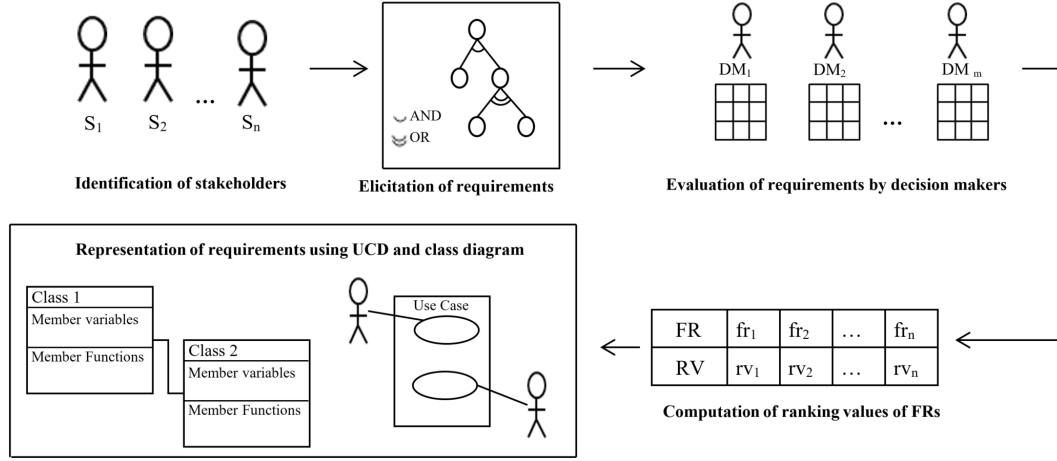 S1 S2 ... Sn
Identification of stakeholders
AND
OR
Elicitation of requirements
DM1 DM2 DM m
...
Evaluation of requirements by decision makers
Representation of requirements using UCD and class diagram
Class 1
Member variables
Member Functions
Class 2
Member variables
Member Functions
Use Case
FR fr1 fr2 ... frn
RV rv1 rv2 ... rvn
Computation of ranking values of FRs